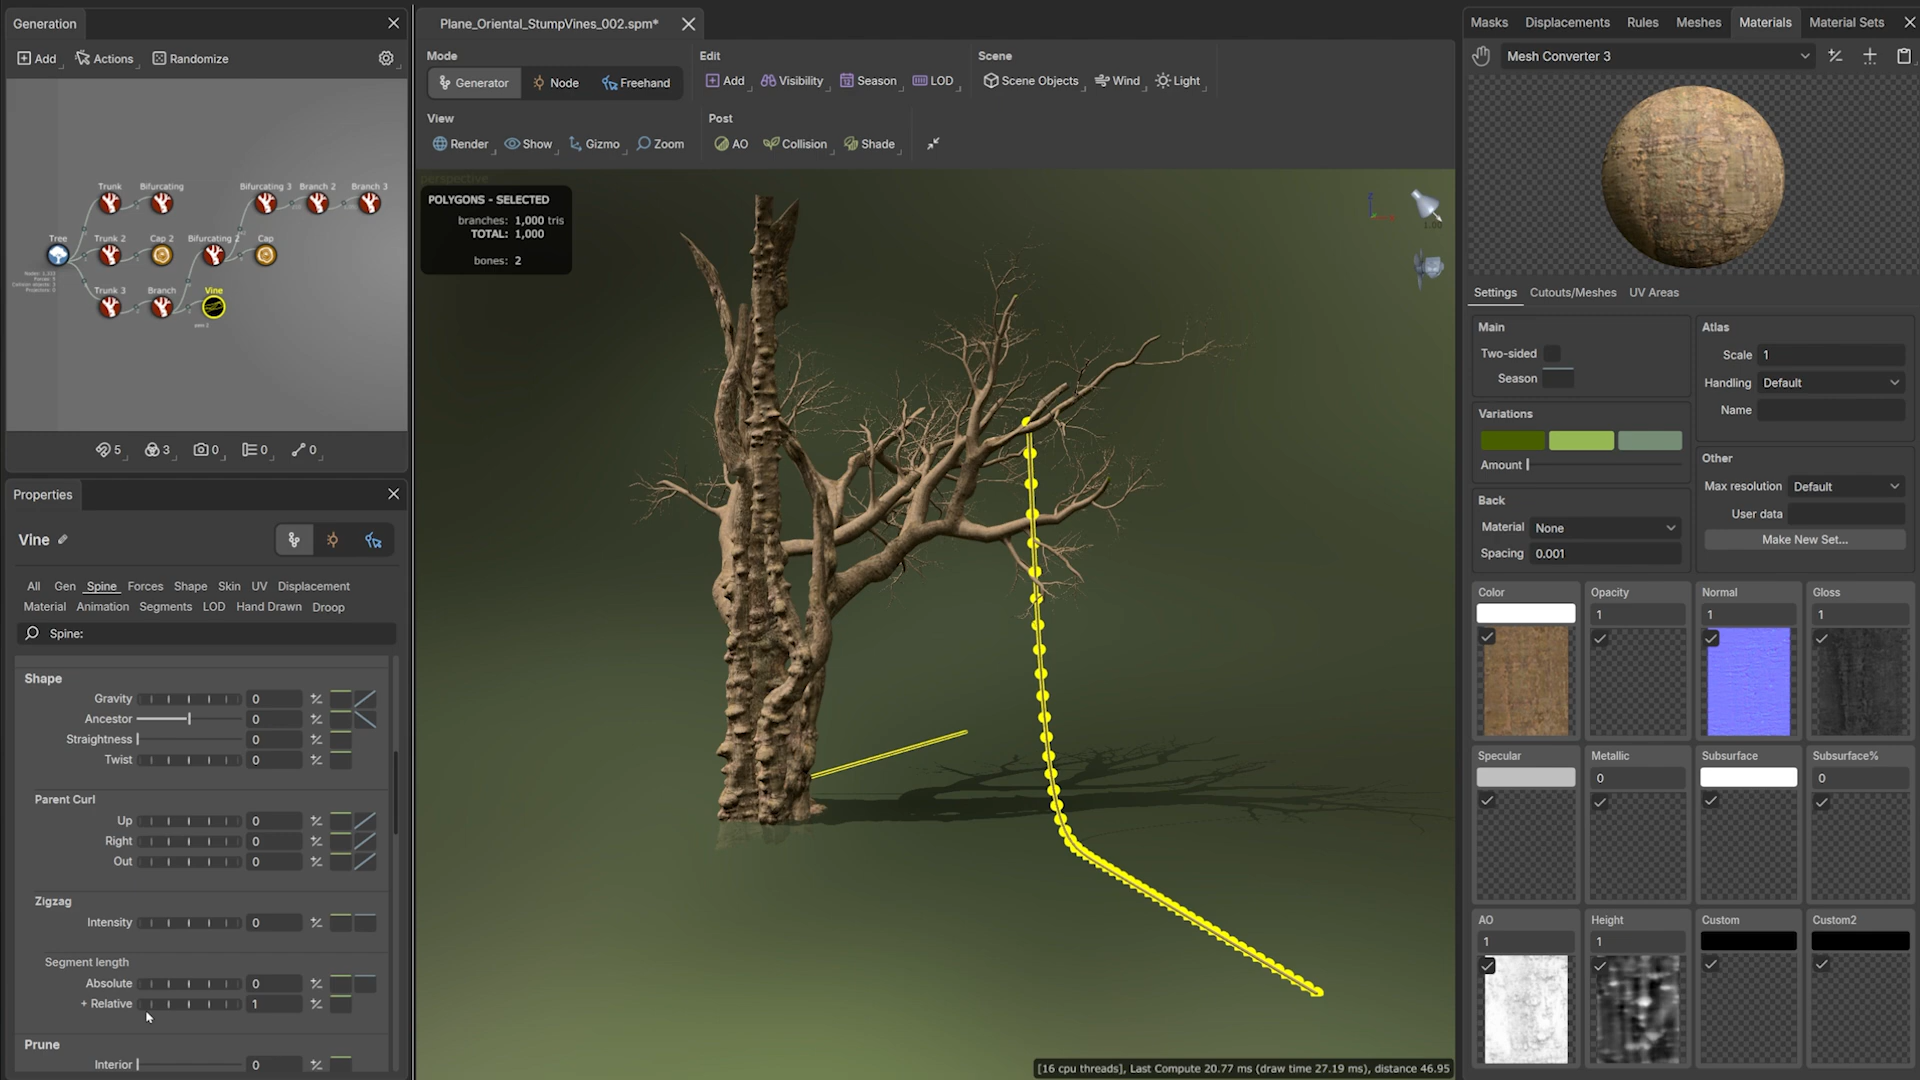 Generation
Add
Actions
Randomize
Trunk
Bifurcating
Bifurcating 3
Branch 2
Branch 3
Tree
Trunk 2
Cap 2
Bifurcating 2
Cap
Trunk 3
Branch
Vine
5
3
0
0
0
Properties
Vine
All
Gen
Spine
Forces
Shape
Skin
UV
Displacement
Material
Animation
Segments
LOD
Hand Drawn
Droop
Spine:
Shape
Gravity 0
Ancestor 0
Straightness 0
Twist 0
Parent Curl
Up 0
Right 0
Out 0
Zigzag
Intensity 0
Segment length
Absolute 0
+ Relative 1
Prune
Interior 0
Plane_Oriental_StumpVines_002.spm*
Mode
Generator
Node
Freehand
Edit
Add
Visibility
Season
LOD
Scene
Scene Objects
Wind
Light
View
Render
Show
Gizmo
Zoom
Post
AO
Collision
Shade
perspective
POLYGONS - SELECTED
branches: 1,000 tris
TOTAL: 1,000
bones: 2
1.00
[16 cpu threads], Last Compute 20.77 ms (draw time 27.19 ms), distance 46.95
Masks
Displacements
Rules
Meshes
Materials
Material Sets
Mesh Converter 3
Settings
Cutouts/Meshes
UV Areas
Main
Two-sided
Season
Variations
Amount
Back
Material None
Spacing 0.001
Atlas
Scale 1
Handling Default
Name
Other
Max resolution Default
User data
Make New Set...
Color
Opacity
1
Normal
1
Gloss
1
Specular
Metallic
0
Subsurface
Subsurface%
0
AO
1
Height
1
Custom
Custom2